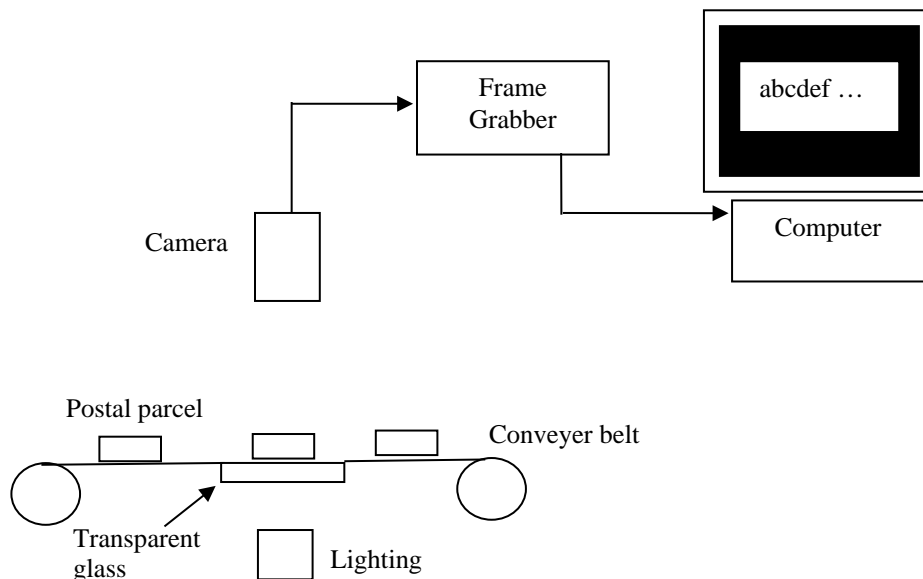 Frame
Grabber
abcdef …
Camera
Computer
Postal parcel
Conveyer belt
Transparent
glass
Lighting